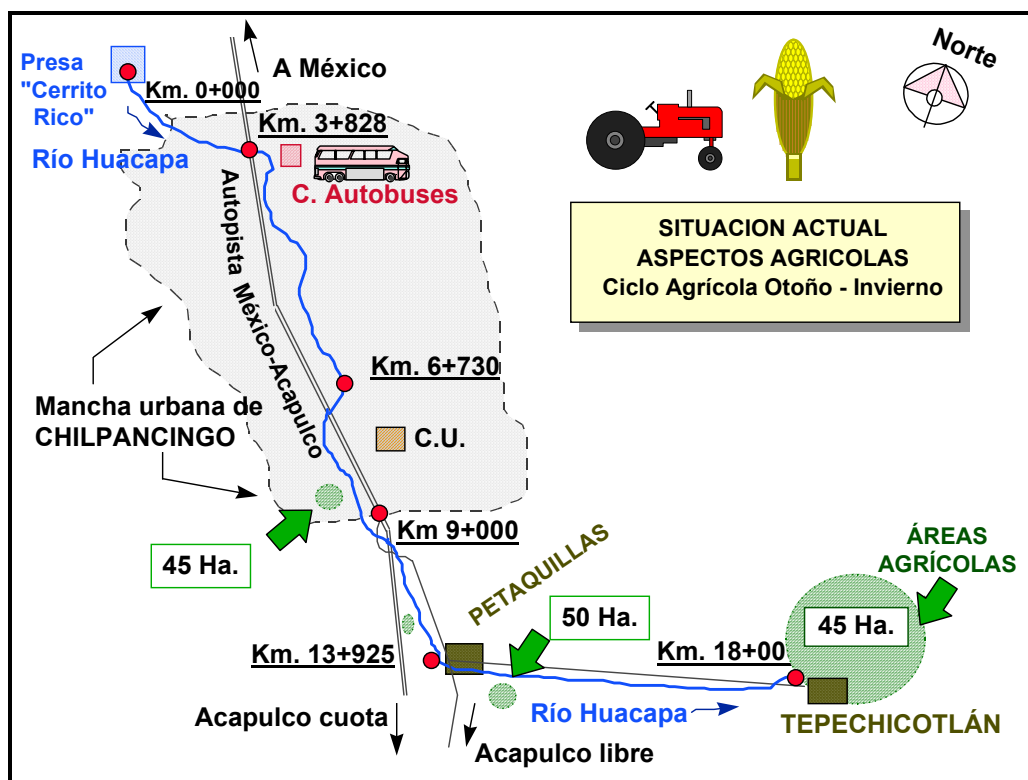 Presa
"Cerrito
Rico"
A México
Km. 0+000
Km. 3+828
Río Huacapa
C. Autobuses
Norte
SITUACION ACTUAL
ASPECTOS AGRICOLAS
Ciclo Agrícola Otoño - Invierno
Autopista México-Acapulco
Km. 6+730
Mancha urbana de
CHILPANCINGO
C.U.
Km 9+000
45 Ha.
PETAQUILLAS
ÁREAS
AGRÍCOLAS
50 Ha.
45 Ha.
Km. 13+925
Km. 18+00
Acapulco cuota
Río Huacapa
TEPECHICOTLÁN
Acapulco libre